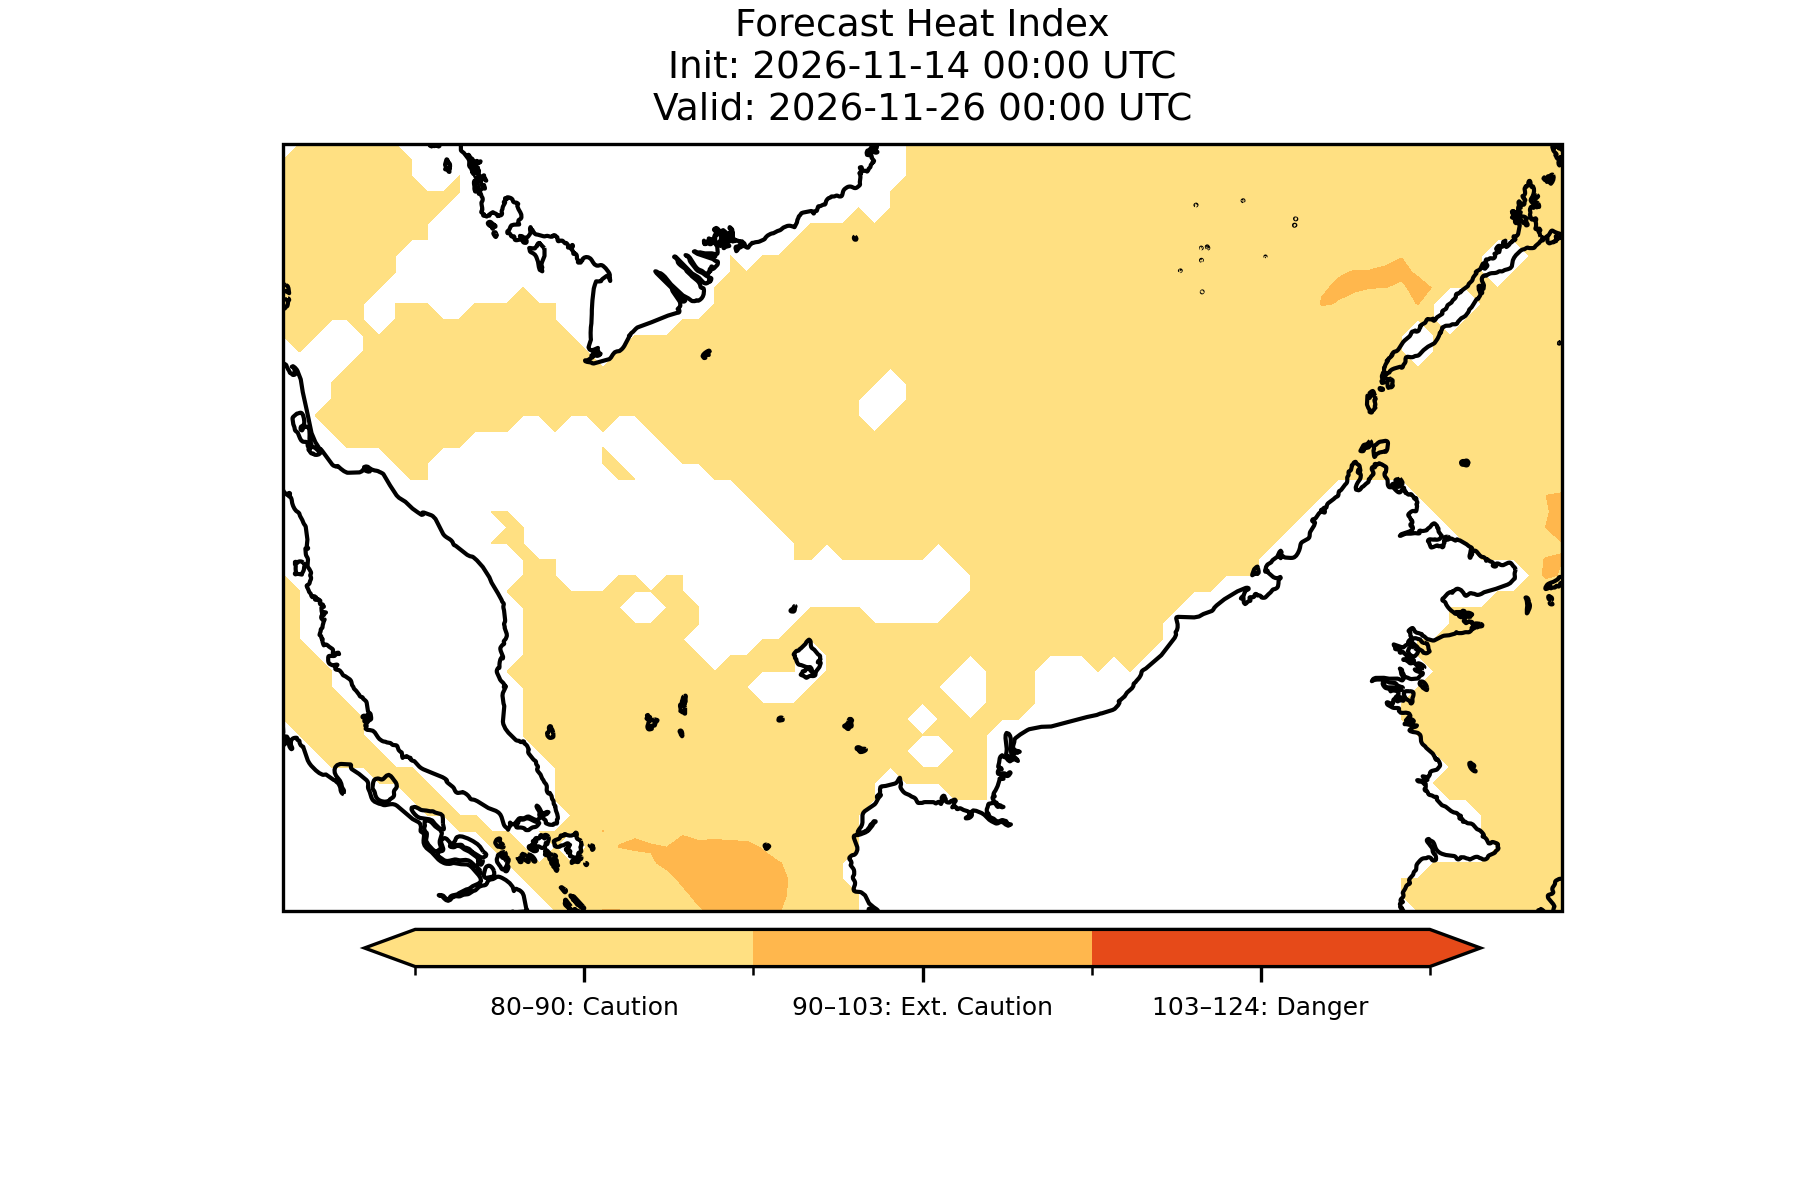 Forecast Heat Index
Init: 2026-11-14 00:00 UTC
Valid: 2026-11-26 00:00 UTC
80–90: Caution
90–103: Ext. Caution
103–124: Danger